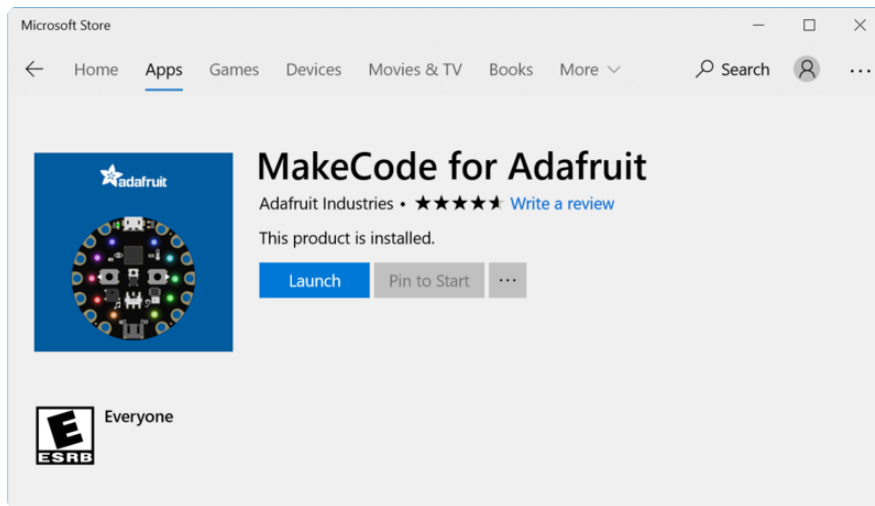 Microsoft Store
Home Apps Games Devices Movies & TV Books More Search
adafruit
MakeCode for Adafruit
Adafruit Industries • Write a review
This product is installed.
Launch Pin to Start ...
E
ESRB
Everyone